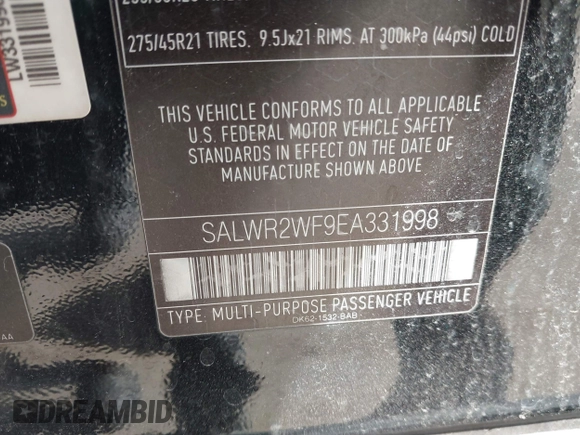 275/45R21 TIRES. 9.5Jx21 RIMS. AT 300kPa (44psi) COLD
THIS VEHICLE CONFORMS TO ALL APPLICABLE
U.S. FEDERAL MOTOR VEHICLE SAFETY
STANDARDS IN EFFECT ON THE DATE OF
MANUFACTURE SHOWN ABOVE
SALWR2WF9EA331998
TYPE: MULTI-PURPOSE PASSENGER VEHICLE
DK62-1532-BAB
AA
DREAMBID